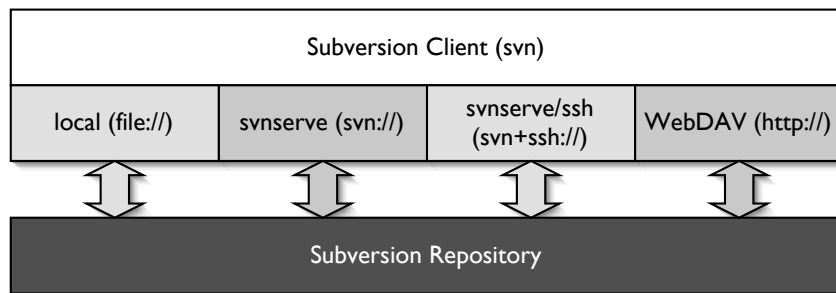 Subversion Client (svn)
local (file://)
svnserve (svn://)
svnserve/ssh
(svn+ssh://)
WebDAV (http://)
Subversion Repository